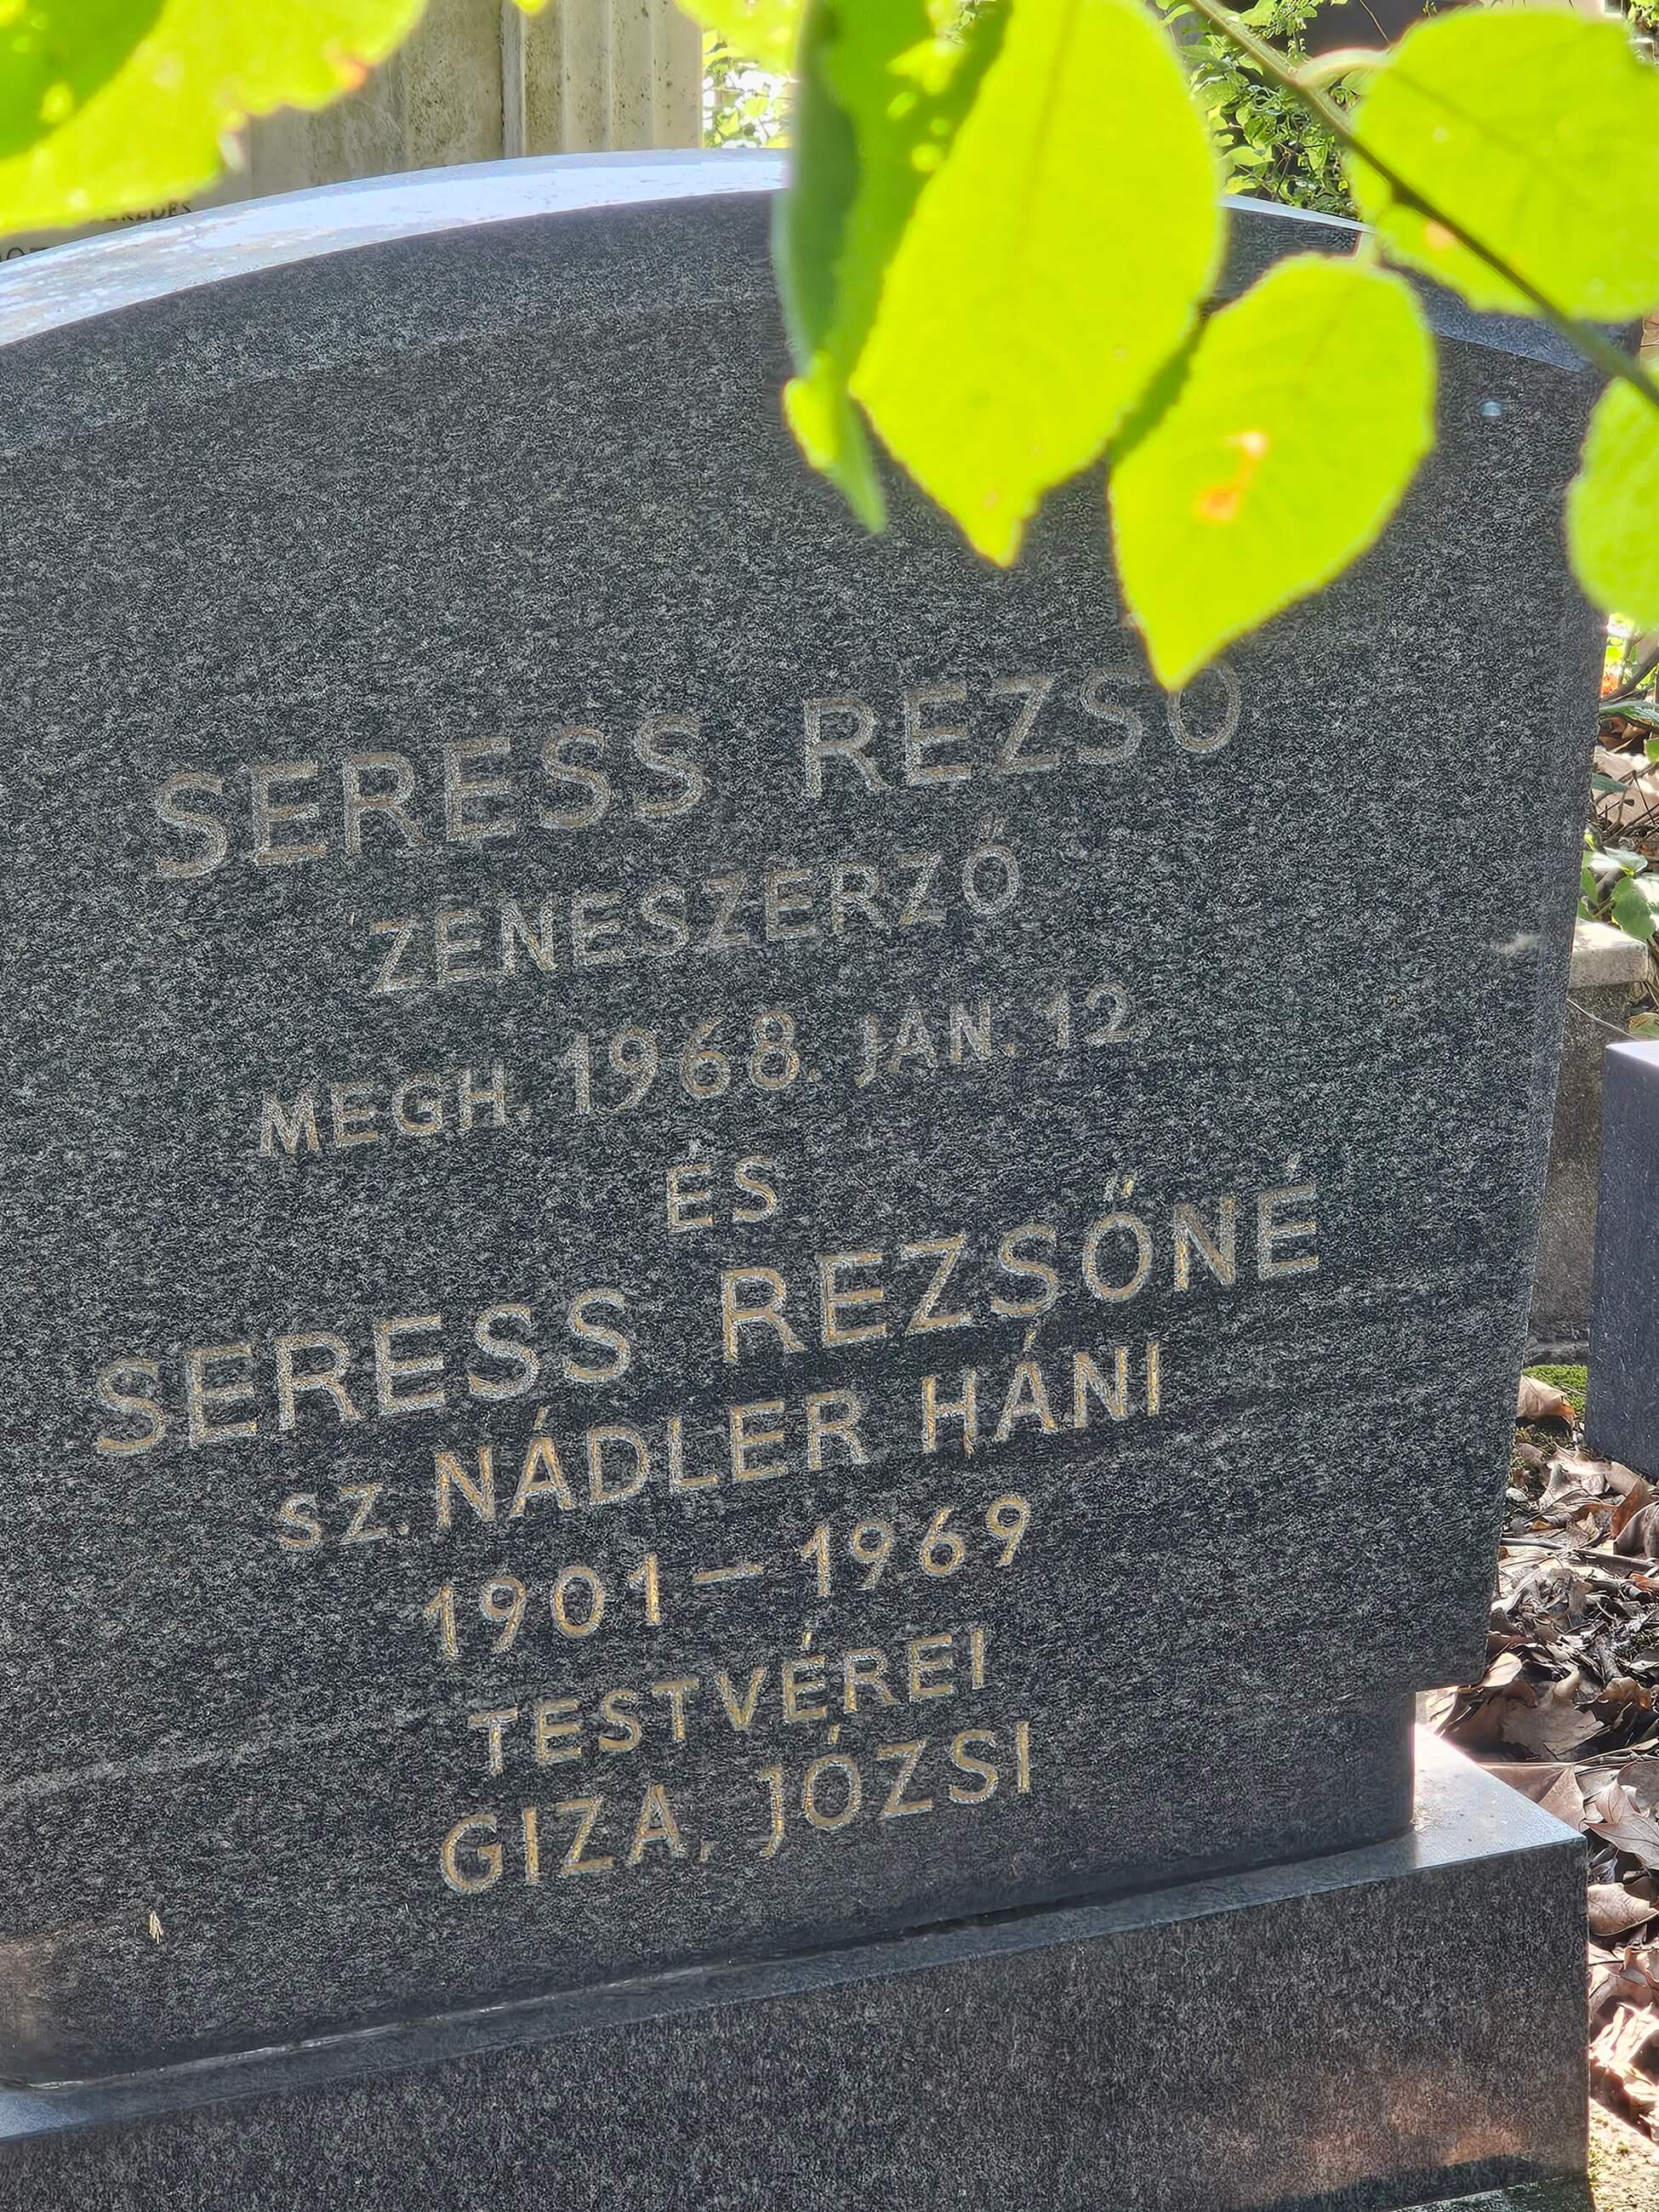 SERESS REZSŐ
ZENESZERZŐ
MEGH. 1968. JAN. 12.
ÉS
SERESS REZSŐNÉ
SZ. NÁDLER HÁNI
1901 – 1969
TESTVÉREI
GIZA, JÓZSI